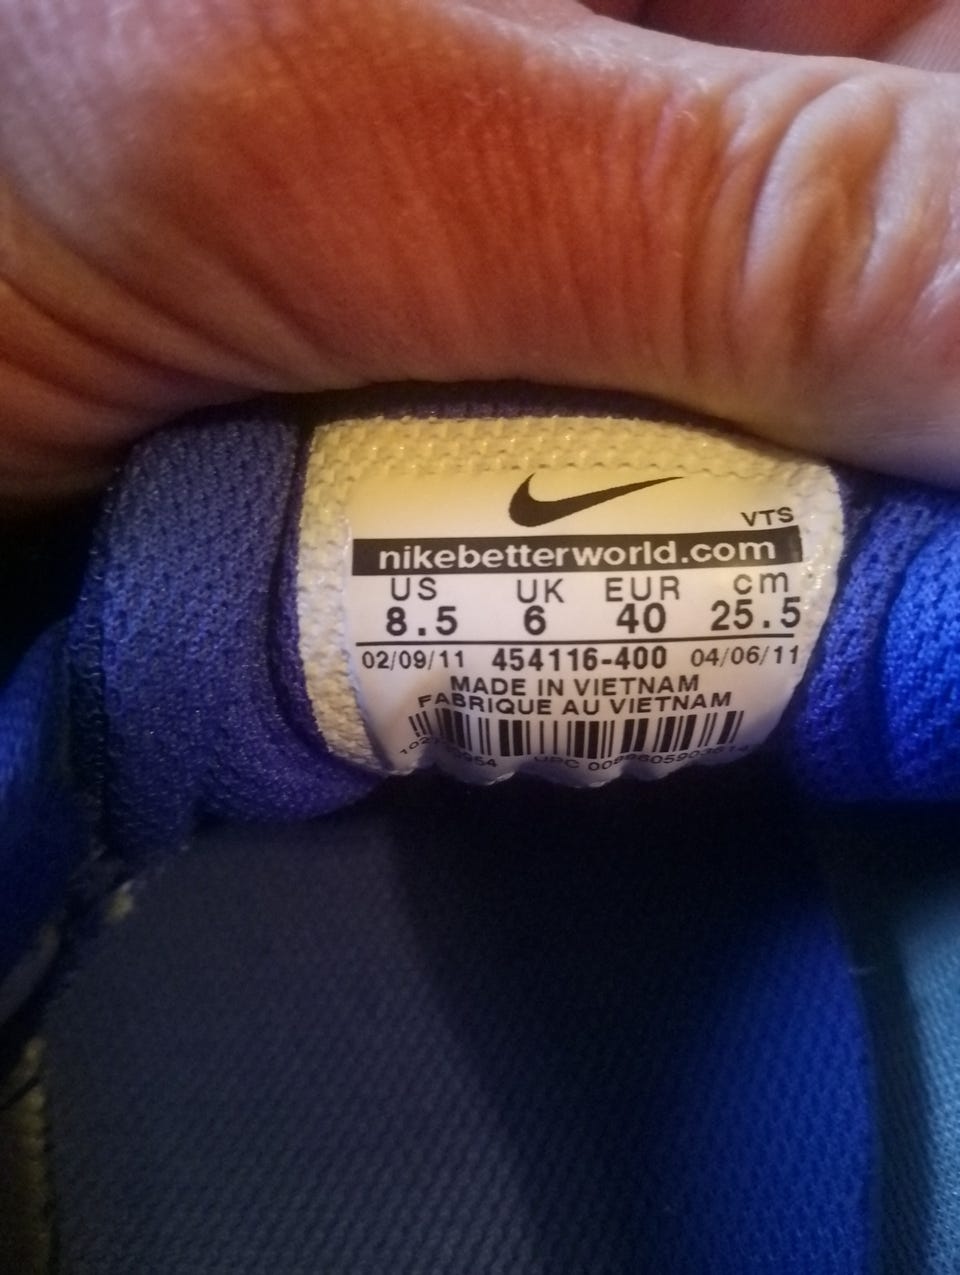 VTS
nikebetterworld.com
US UK EUR cm
8.5 6 40 25.5
02/09/11 454116-400 04/06/11
MADE IN VIETNAM
FABRIQUE AU VIETNAM
UPC